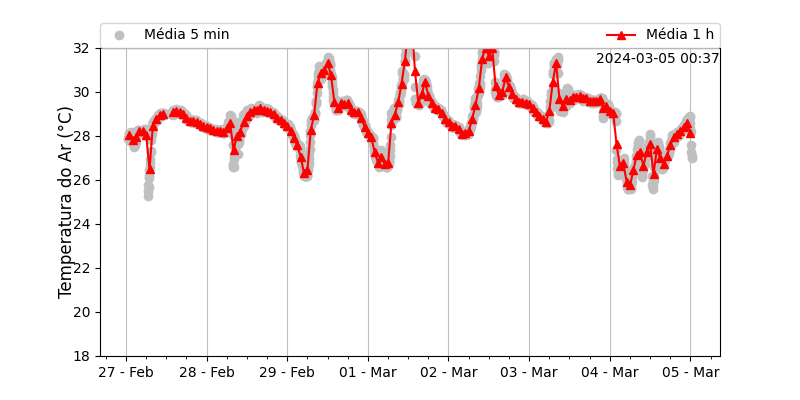 Média 5 min
Média 1 h
2024-03-05 00:37
Temperatura do Ar (°C)
32
30
28
26
24
22
20
18
27 - Feb
28 - Feb
29 - Feb
01 - Mar
02 - Mar
03 - Mar
04 - Mar
05 - Mar